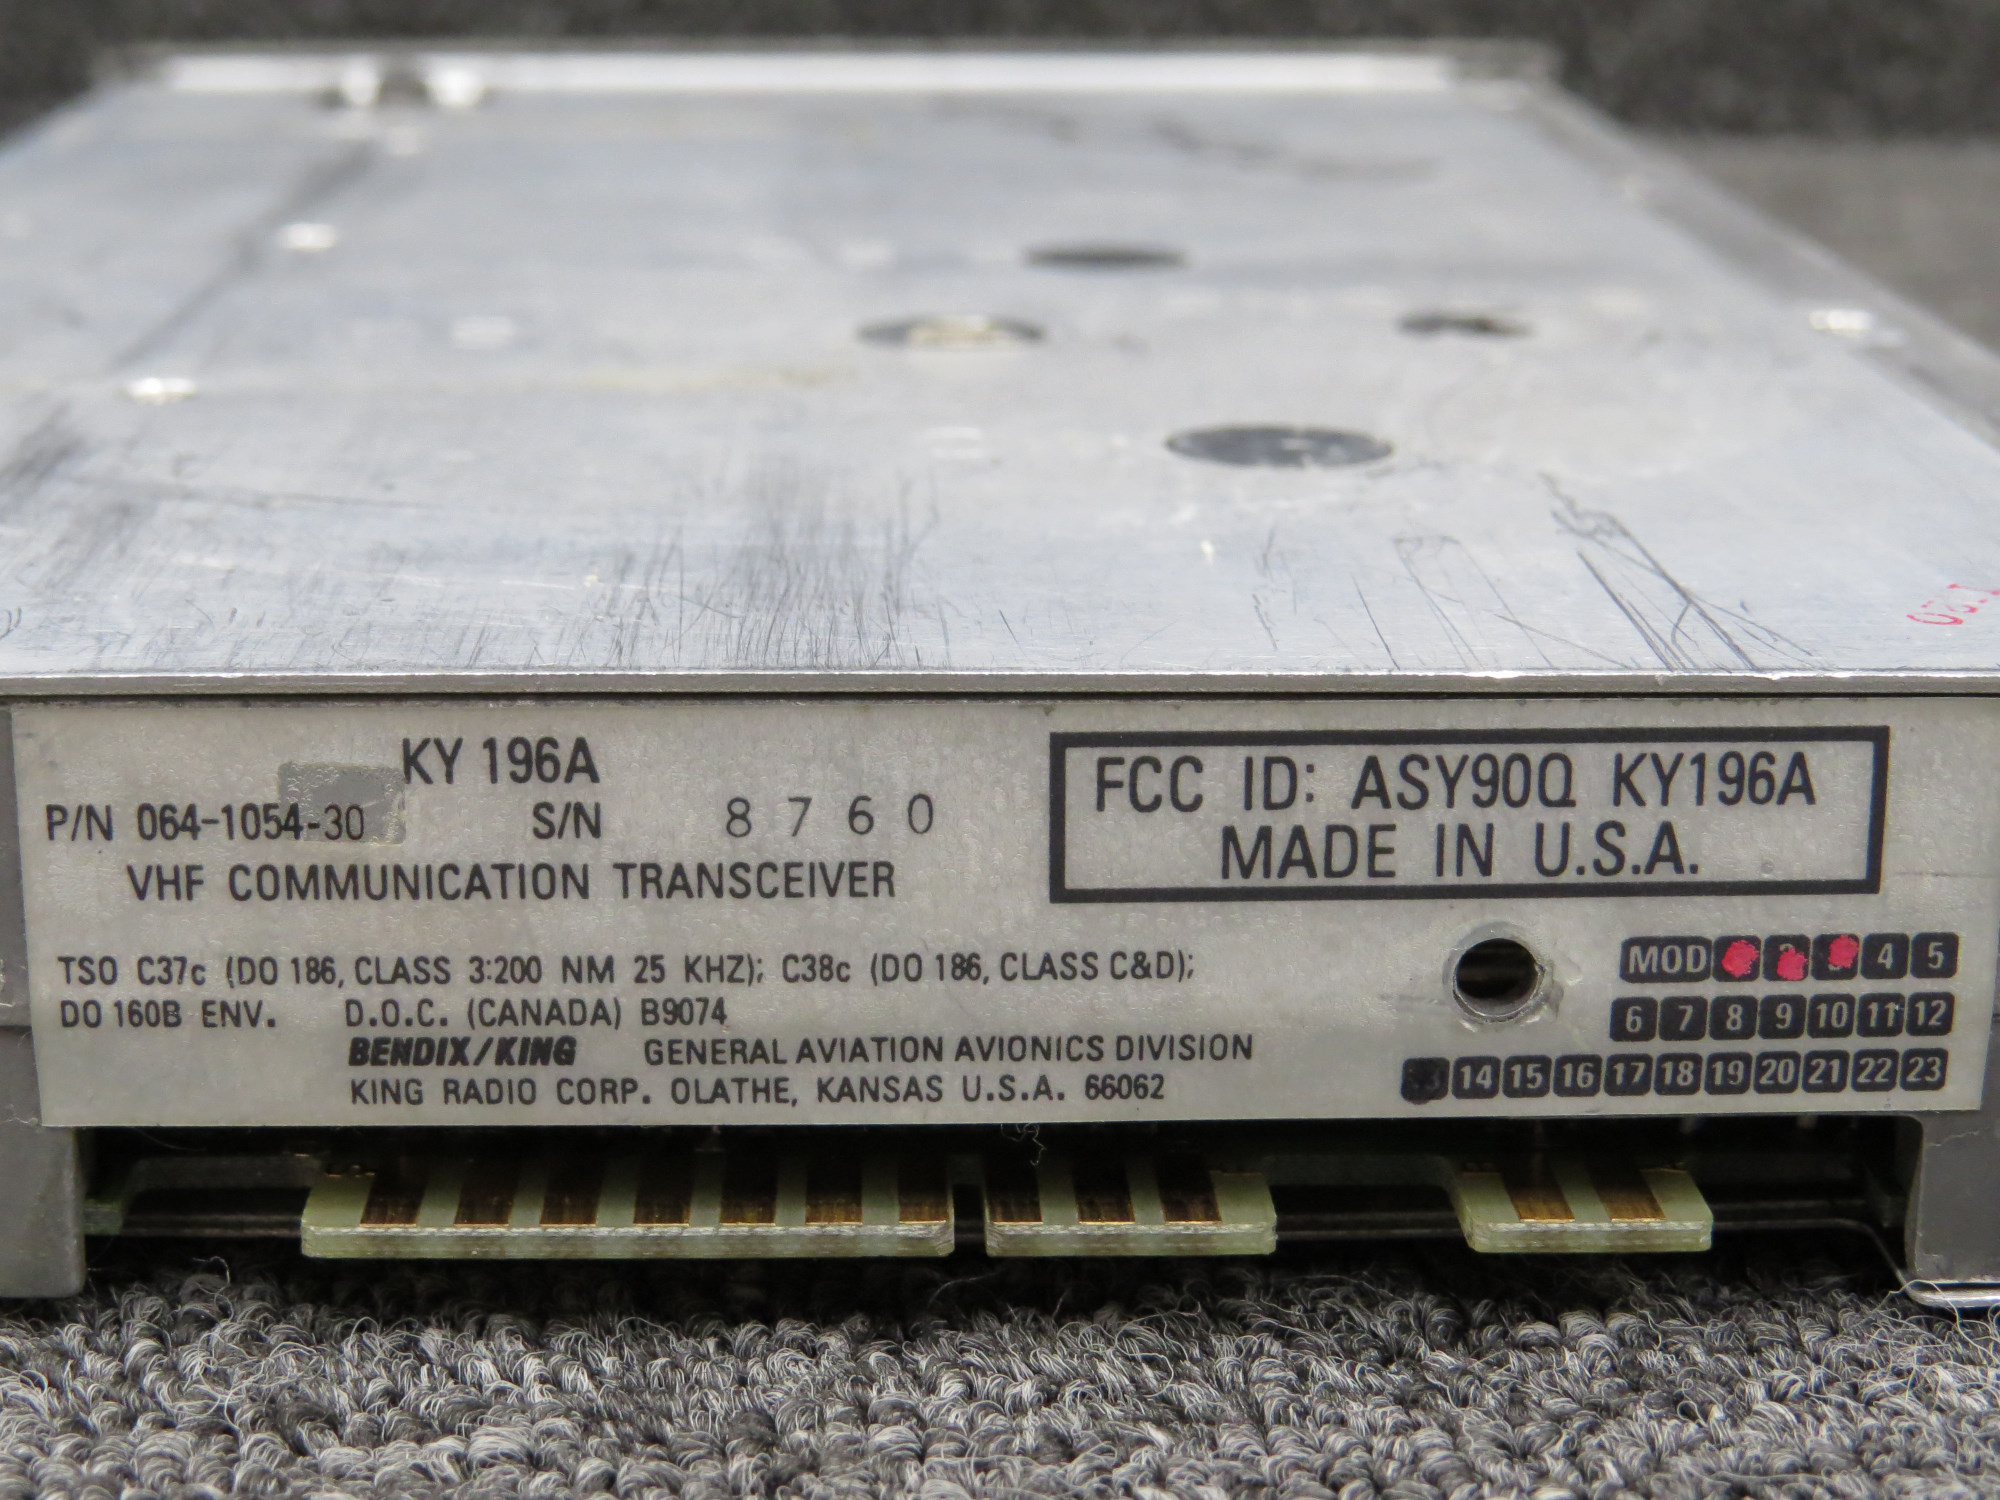 KY 196A
P/N 064-1054-30 S/N 8760
VHF COMMUNICATION TRANSCEIVER
FCC ID: ASY90Q KY196A
MADE IN U.S.A.
TSO C37c (DO 186, CLASS 3:200 NM 25 KHZ); C38c (DO 186, CLASS C&D);
DO 160B ENV. D.O.C. (CANADA) B9074
BENDIX/KING GENERAL AVIATION AVIONICS DIVISION
KING RADIO CORP. OLATHE, KANSAS U.S.A. 66062
MOD 4 5
6 7 8 9 10 11 12
14 15 16 17 18 19 20 21 22 23